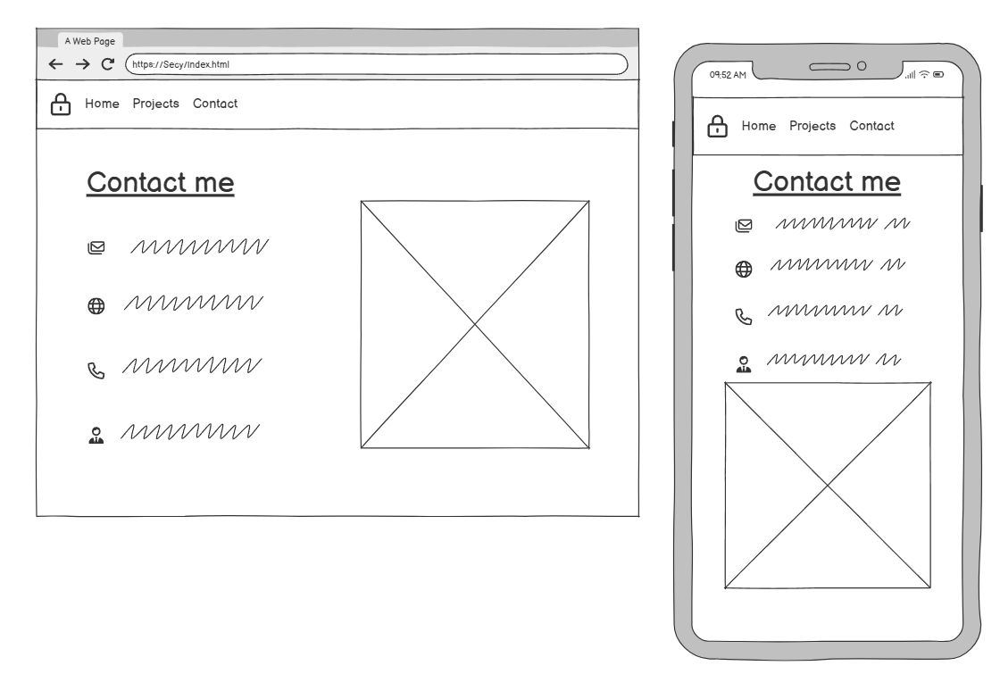 A Web Page
https://Secy/Index.html
Home Projects Contact
Contact me
09:52 AM
Home Projects Contact
Contact me